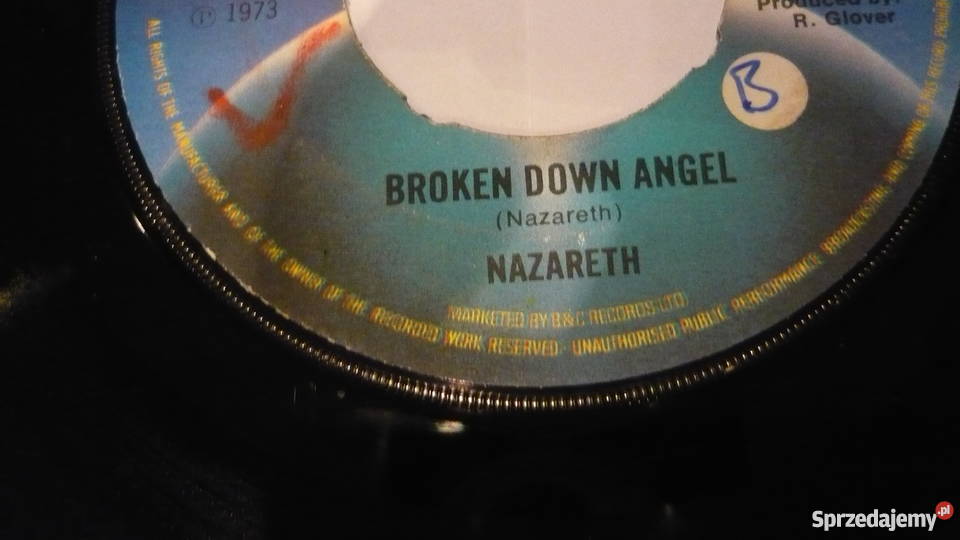 ℗ 1973
Produced by:
R. Glover
B
BROKEN DOWN ANGEL
(Nazareth)
NAZARETH
MARKETED BY B&C RECORDS LTD
ALL RIGHTS OF THE MANUFACTURER AND OF THE OWNER OF THE RECORDED WORK RESERVED · UNAUTHORISED PUBLIC PERFORMANCE BROADCASTING AND COPYING OF THIS RECORD PROHIBITED
Sprzedajemy.pl